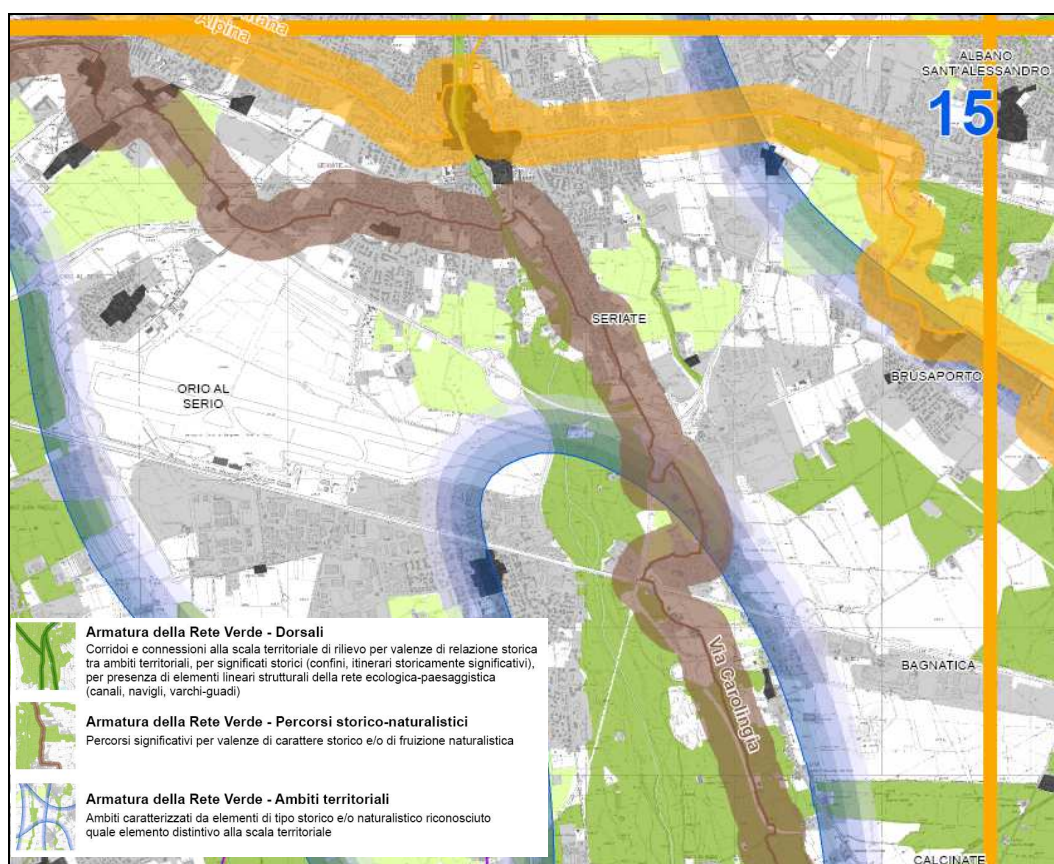 Alpina
ALBANO
SANT'ALESSANDRO
15
SERIATE
SERIATE
ORIO AL
SERIO
BRUSAPORTO
BAGNATICA
Via Carolingia
CALCINATE
Armatura della Rete Verde - Dorsali
Corridoi e connessioni alla scala territoriale di rilievo per valenze di relazione storica
tra ambiti territoriali, per significati storici (confini, itinerari storicamente significativi),
per presenza di elementi lineari strutturali della rete ecologica-paesaggistica
(canali, navigli, varchi-guadi)
Armatura della Rete Verde - Percorsi storico-naturalistici
Percorsi significativi per valenze di carattere storico e/o di fruizione naturalistica
Armatura della Rete Verde - Ambiti territoriali
Ambiti caratterizzati da elementi di tipo storico e/o naturalistico riconosciuto
quale elemento distintivo alla scala territoriale